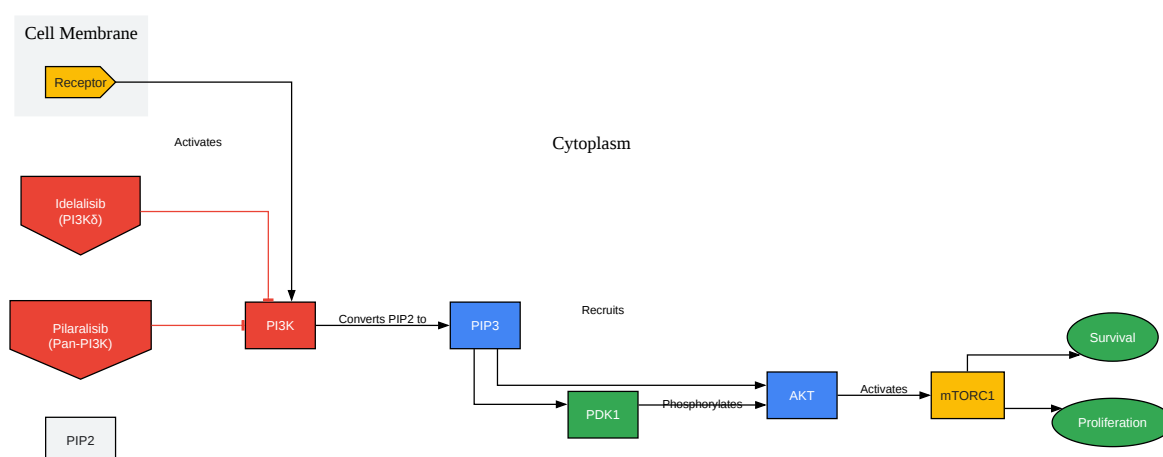 Cell Membrane
Receptor
Activates
Cytoplasm
Idelalisib
(PI3Kδ)
Pilaralisib
(Pan-PI3K)
PI3K
Converts PIP2 to
PIP3
Recruits
Survival
PDK1
Phosphorylates
AKT
Activates
mTORC1
Proliferation
PIP2